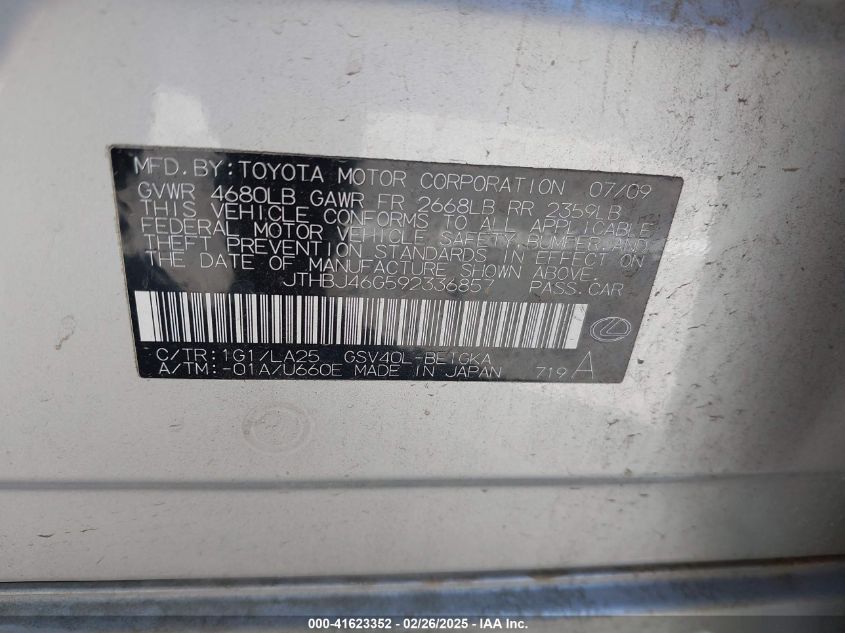 MFD. BY: TOYOTA MOTOR CORPORATION 07/09
GVWR 4680LB GAWR FR 2668LB RR 2359LB
THIS VEHICLE CONFORMS TO ALL APPLICABLE
FEDERAL MOTOR VEHICLE SAFETY, BUMPER, AND
THEFT PREVENTION STANDARDS IN EFFECT ON
THE DATE OF MANUFACTURE SHOWN ABOVE.
JTHBJ46G592336857 PASS.CAR
C/TR: 1G1/LA25 GSV40L-BETGKA
A/TM: -01A/U660E MADE IN JAPAN 719 A
000-41623352 - 02/26/2025 - IAA Inc.